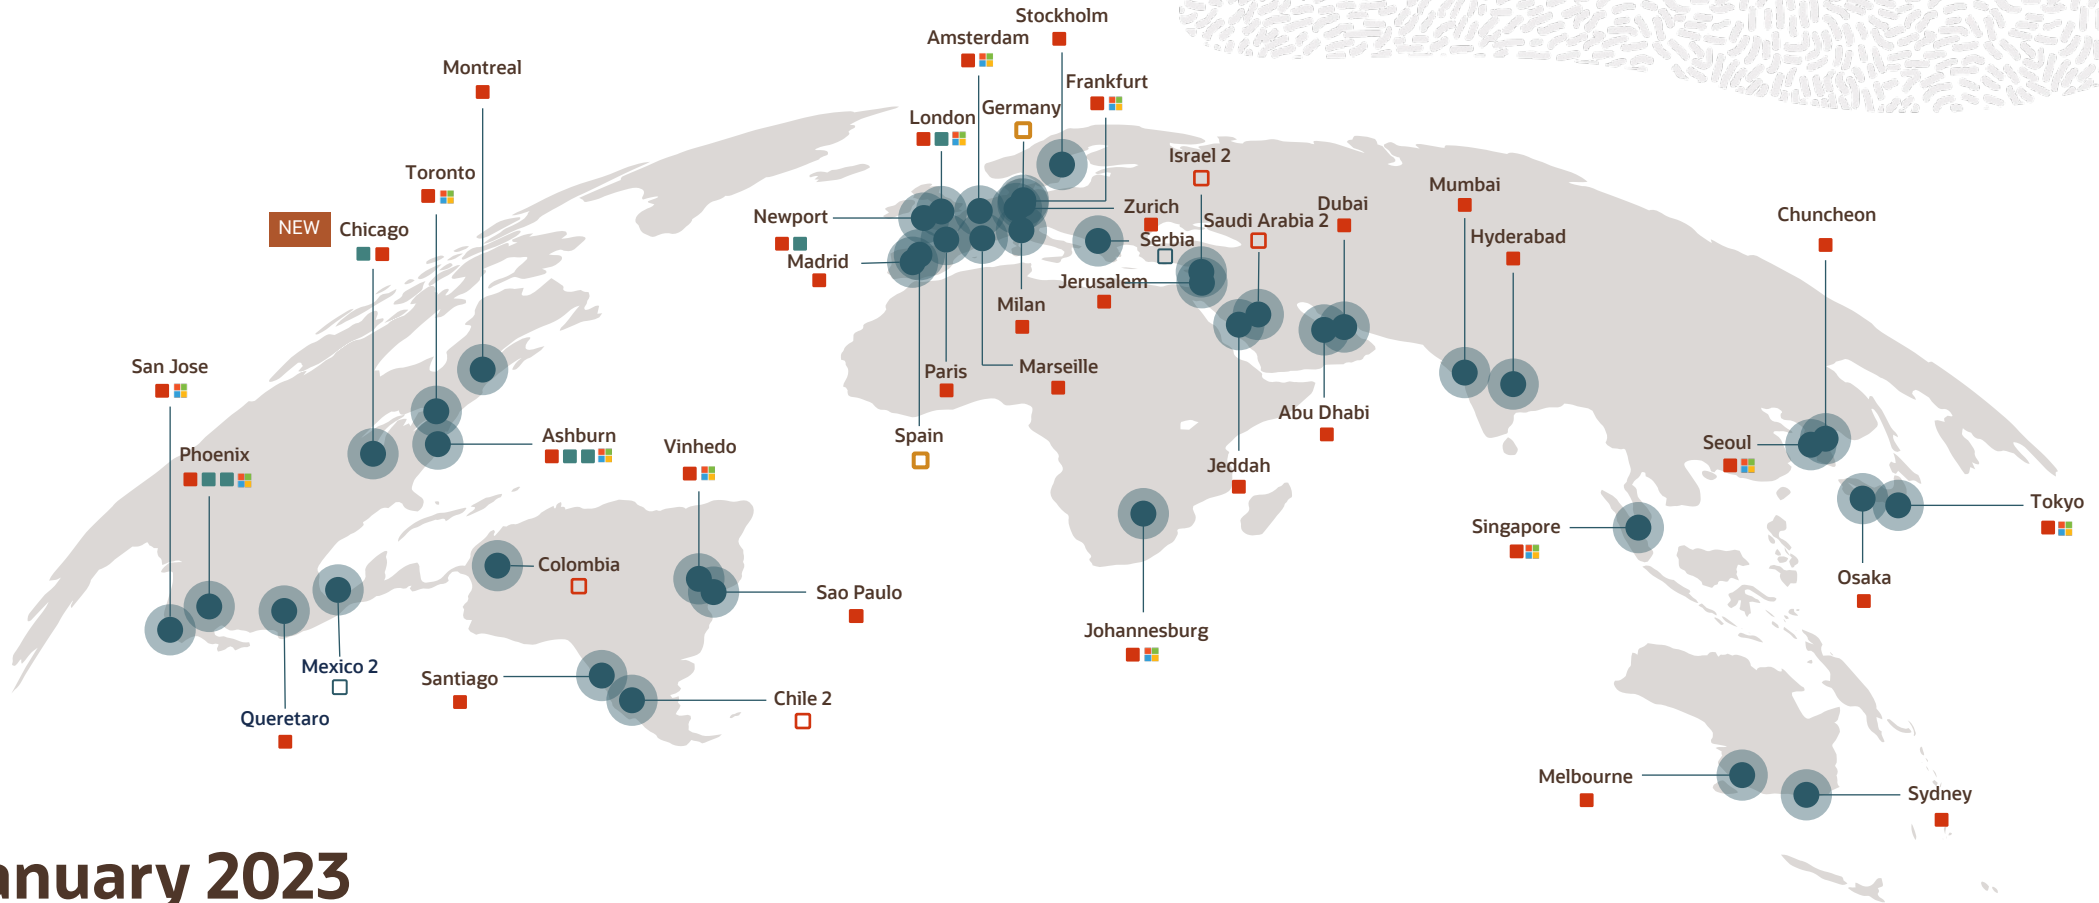 Stockholm
Amsterdam
Montreal
Frankfurt
Germany
London
Israel 2
Toronto
Mumbai
Dubai
Zurich
Newport
Saudi Arabia 2
Chuncheon
NEW
Chicago
Hyderabad
Serbia
Madrid
Jerusalem
Milan
San Jose
Paris
Marseille
Abu Dhabi
Ashburn
Spain
Vinhedo
Seoul
Phoenix
Jeddah
Tokyo
Singapore
Colombia
Osaka
Sao Paulo
Johannesburg
Mexico 2
Santiago
Chile 2
Queretaro
Melbourne
Sydney
anuary 2023